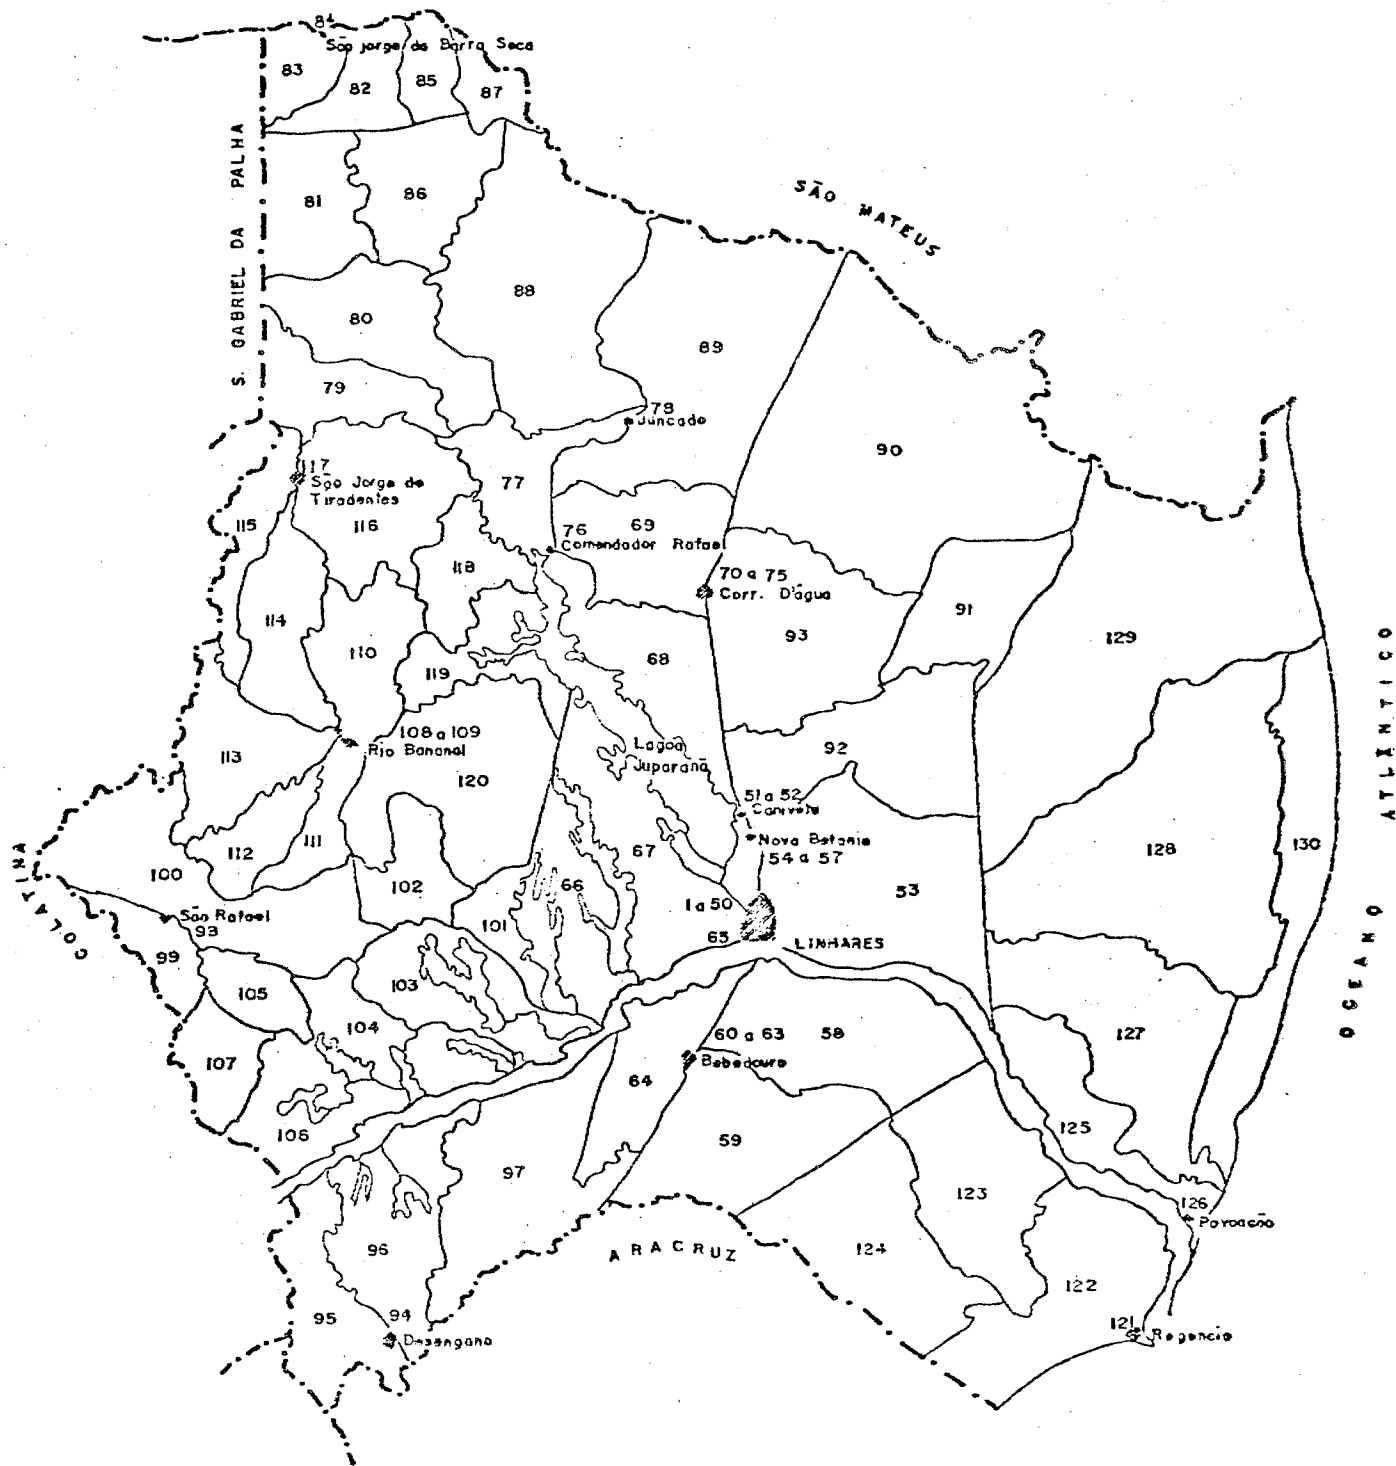 84
São Jorge da Barra Seca
83
82
85
87
S. GABRIEL DA PALHA
81
86
SÃO MATEUS
88
80
89
79
78
Juncado
90
117
São Jorge de
Tiradentes
77
115
116
69
76
Comendador Rafael
118
70 a 75
Corr. D'água
114
93
91
129
110
68
119
ATLÂNTICO
108 a 109
Rio Bananal
113
Lagoa
Juparanã
92
120
51 a 52
Canivete
Nova Betania
54 a 57
111
112
67
128
130
COLATINA
100
102
66
53
1 a 50
São Rafael
93
101
65
LINHARES
99
105
103
OCEANO
104
60 a 63
58
127
107
Bebedouro
64
106
59
125
97
123
126
Povoação
96
ARACRUZ
124
122
95
94
Desengano
121
Regencia